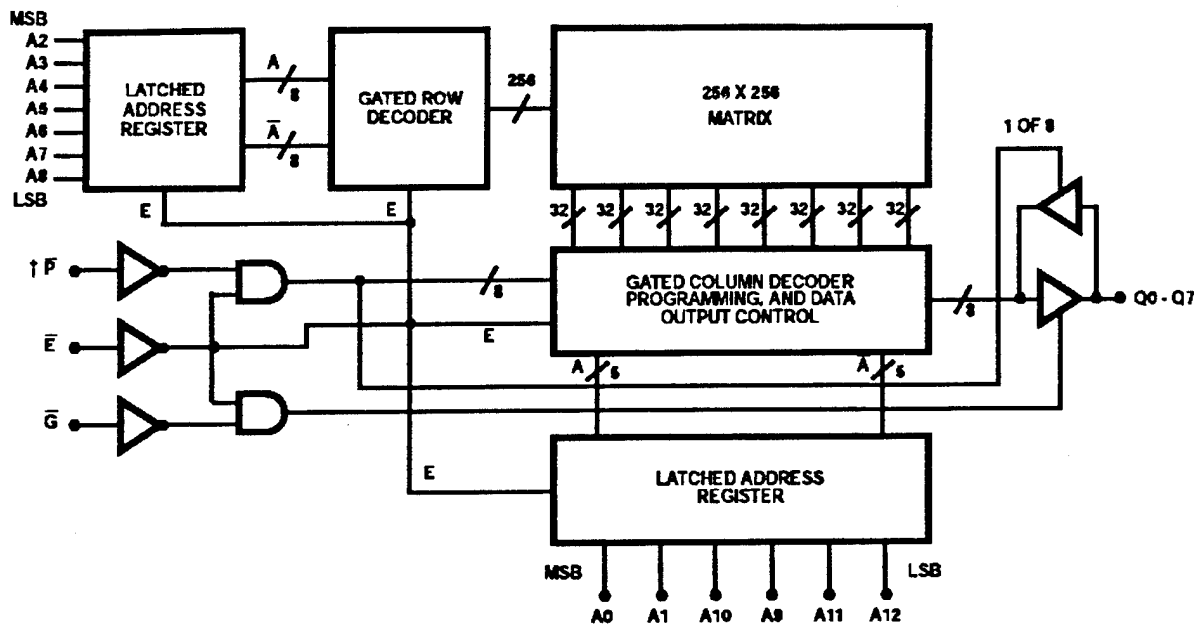 MSB
A2
A3
A4
A5
A6
A7
A8
LSB
LATCHED
ADDRESS
REGISTER
A
8
A̅
8
GATED ROW
DECODER
256
256 X 256
MATRIX
1 OF 8
E
E
32 32 32 32 32 32 32 32
† P̅
8
GATED COLUMN DECODER
PROGRAMMING, AND DATA
OUTPUT CONTROL
8
Q0 - Q7
E̅
E
A
5
A̅
5
G̅
E
LATCHED ADDRESS
REGISTER
MSB
LSB
A0 A1 A10 A9 A11 A12